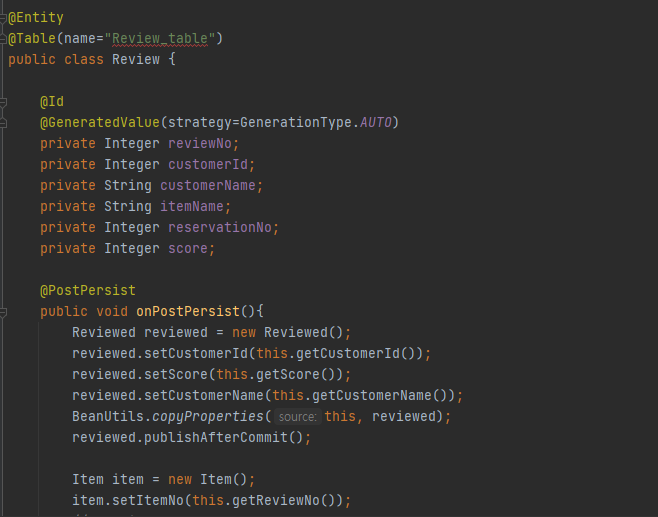 @Entity
@Table(name="Review_table")
public class Review {
@Id
@GeneratedValue(strategy=GenerationType.AUTO)
private Integer reviewNo;
private Integer customerId;
private String customerName;
private String itemName;
private Integer reservationNo;
private Integer score;
@PostPersist
public void onPostPersist(){
Reviewed reviewed = new Reviewed();
reviewed.setCustomerId(this.getCustomerId());
reviewed.setScore(this.getScore());
reviewed.setCustomerName(this.getCustomerName());
BeanUtils.copyProperties( source: this, reviewed);
reviewed.publishAfterCommit();
Item item = new Item();
item.setItemNo(this.getReviewNo());